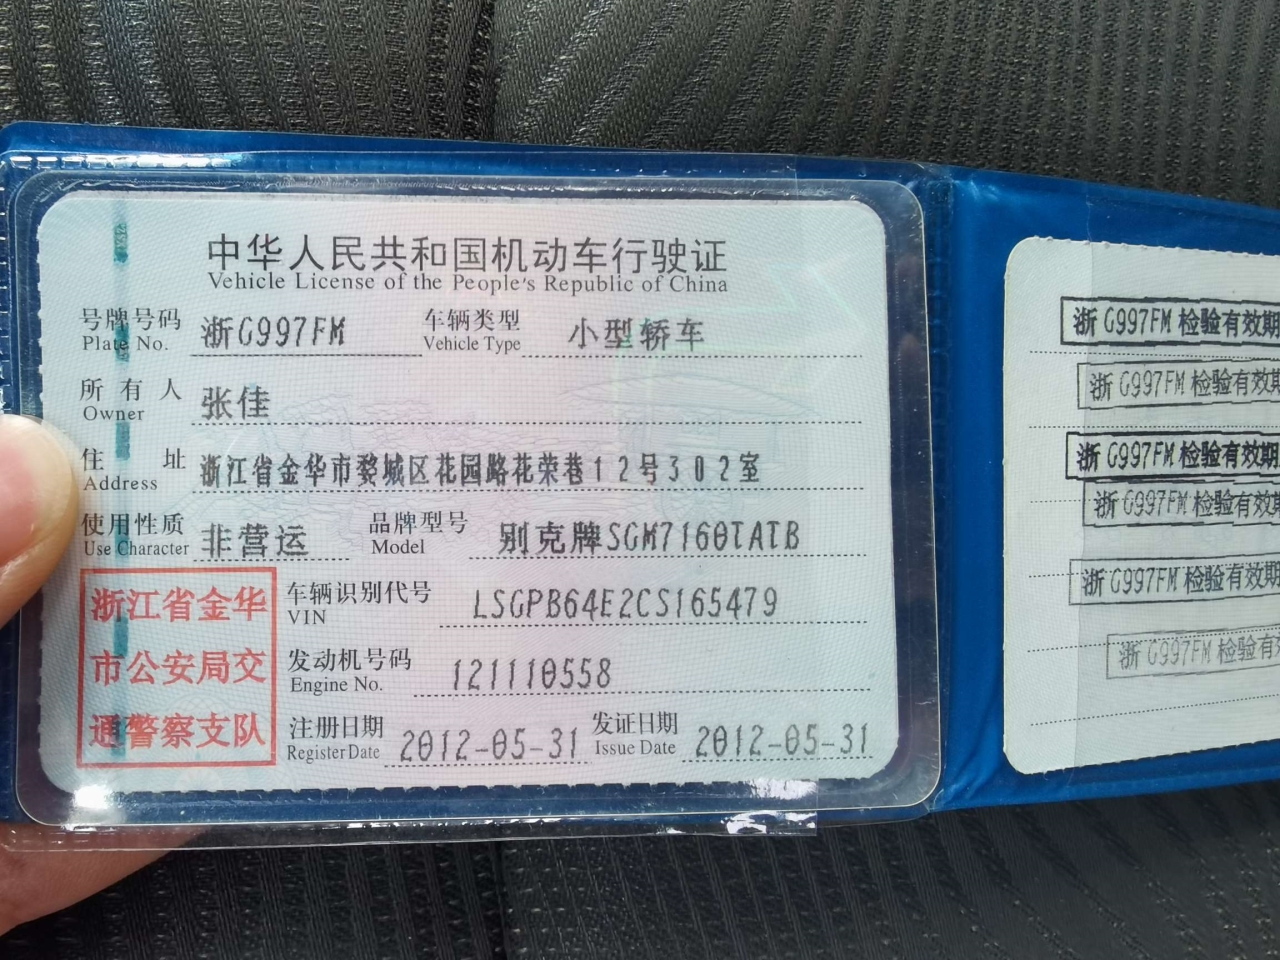 中华人民共和国机动车行驶证
Vehicle License of the People's Republic of China
号牌号码 浙G997FM 车辆类型 小型轿车
Plate No. Vehicle Type
所有人 张佳
Owner
住址 浙江省金华市婺城区花园路花荣巷12号302室
Address
使用性质 非营运 品牌型号 别克牌SGM7160TATB
Use Character Model
车辆识别代号 LSGPB64E2CS165479
VIN
发动机号码 121110558
Engine No.
注册日期 2012-05-31 发证日期 2012-05-31
Register Date Issue Date
浙江省金华
市公安局交
通警察支队
浙G997FM检验有效期
浙G997FM检验有效
浙G997FM检验有效期
浙G997FM检验有效
浙G997FM检验有效期
浙G997FM检验有